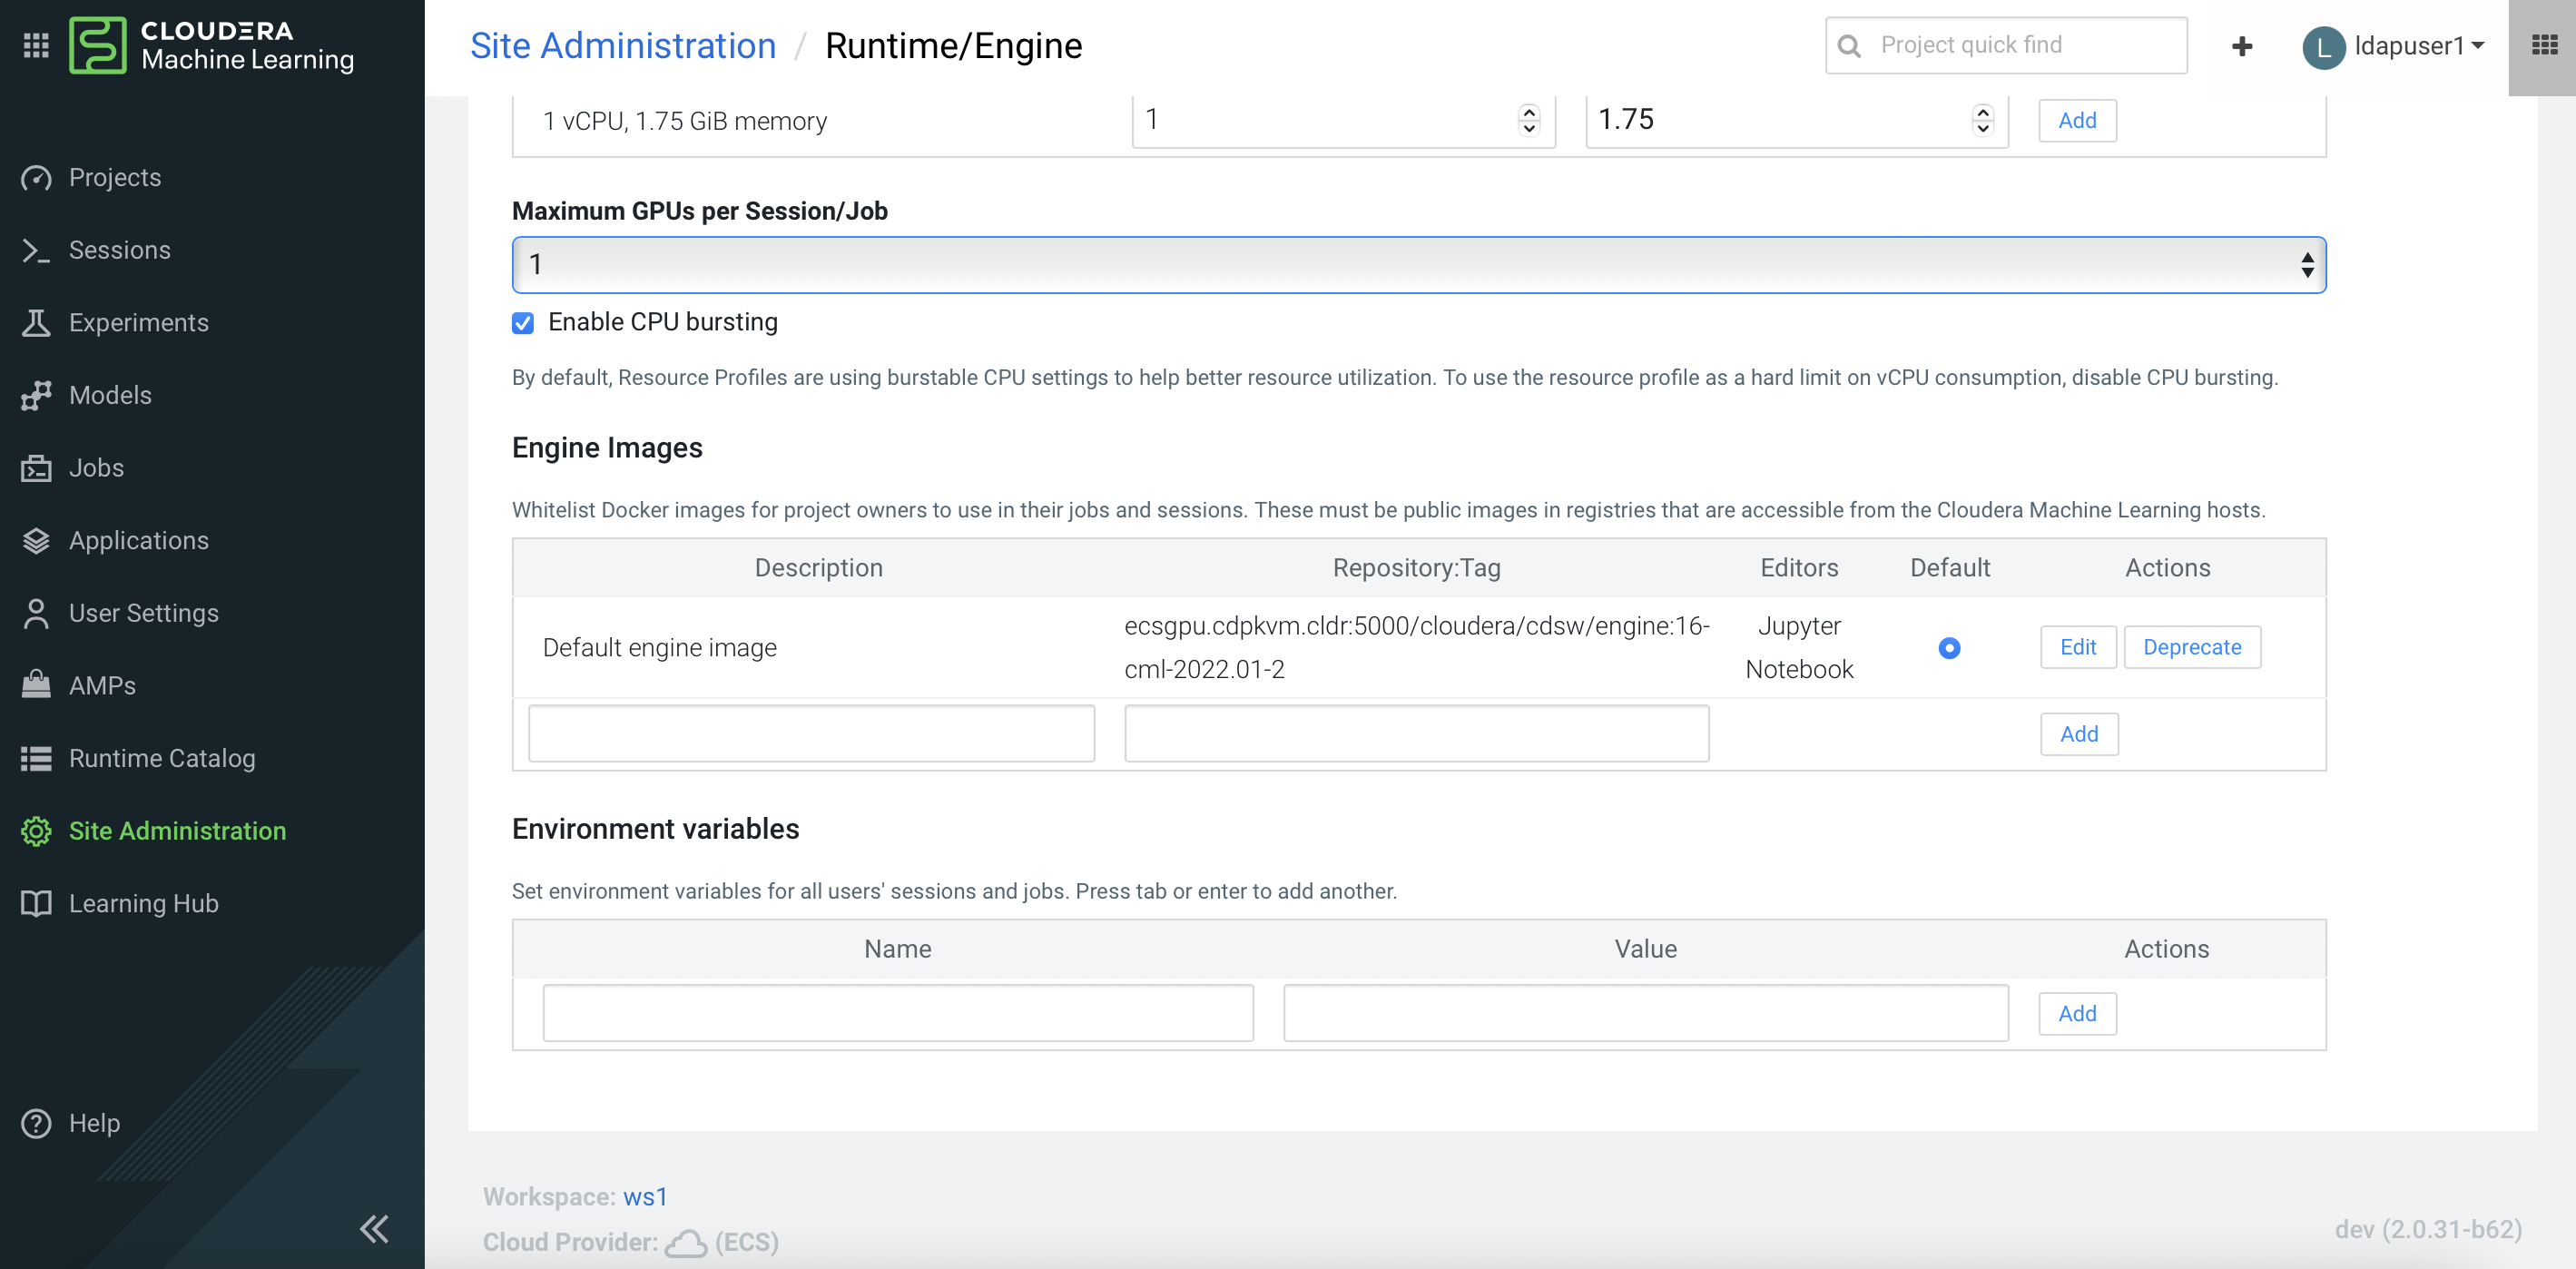 CLOUDERA
Machine Learning
Site Administration / Runtime/Engine
Project quick find
L ldapuser1
Projects
Sessions
Experiments
Models
Jobs
Applications
User Settings
AMPs
Runtime Catalog
Site Administration
Learning Hub
Help
1 vCPU, 1.75 GiB memory 1 1.75 Add
Maximum GPUs per Session/Job
1
Enable CPU bursting
By default, Resource Profiles are using burstable CPU settings to help better resource utilization. To use the resource profile as a hard limit on vCPU consumption, disable CPU bursting.
Engine Images
Whitelist Docker images for project owners to use in their jobs and sessions. These must be public images in registries that are accessible from the Cloudera Machine Learning hosts.
Description Repository:Tag Editors Default Actions
Default engine image ecsgpu.cdpkvm.cldr:5000/cloudera/cdsw/engine:16-
cml-2022.01-2 Jupyter
Notebook Edit Deprecate
Add
Environment variables
Set environment variables for all users' sessions and jobs. Press tab or enter to add another.
Name Value Actions
Add
Workspace: ws1
Cloud Provider: (ECS)
dev (2.0.31-b62)